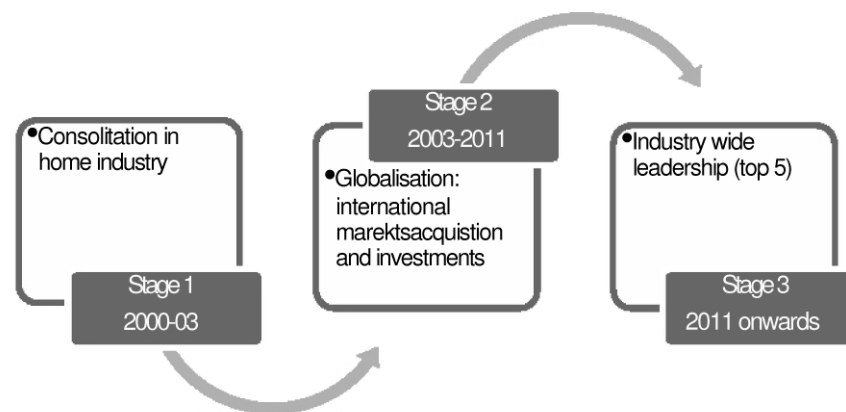 •Consolitation in
home industry
Stage 1
2000-03
Stage 2
2003-2011
•Globalisation:
international
marektsacquistion
and investments
•Industry wide
leadership (top 5)
Stage 3
2011 onwards